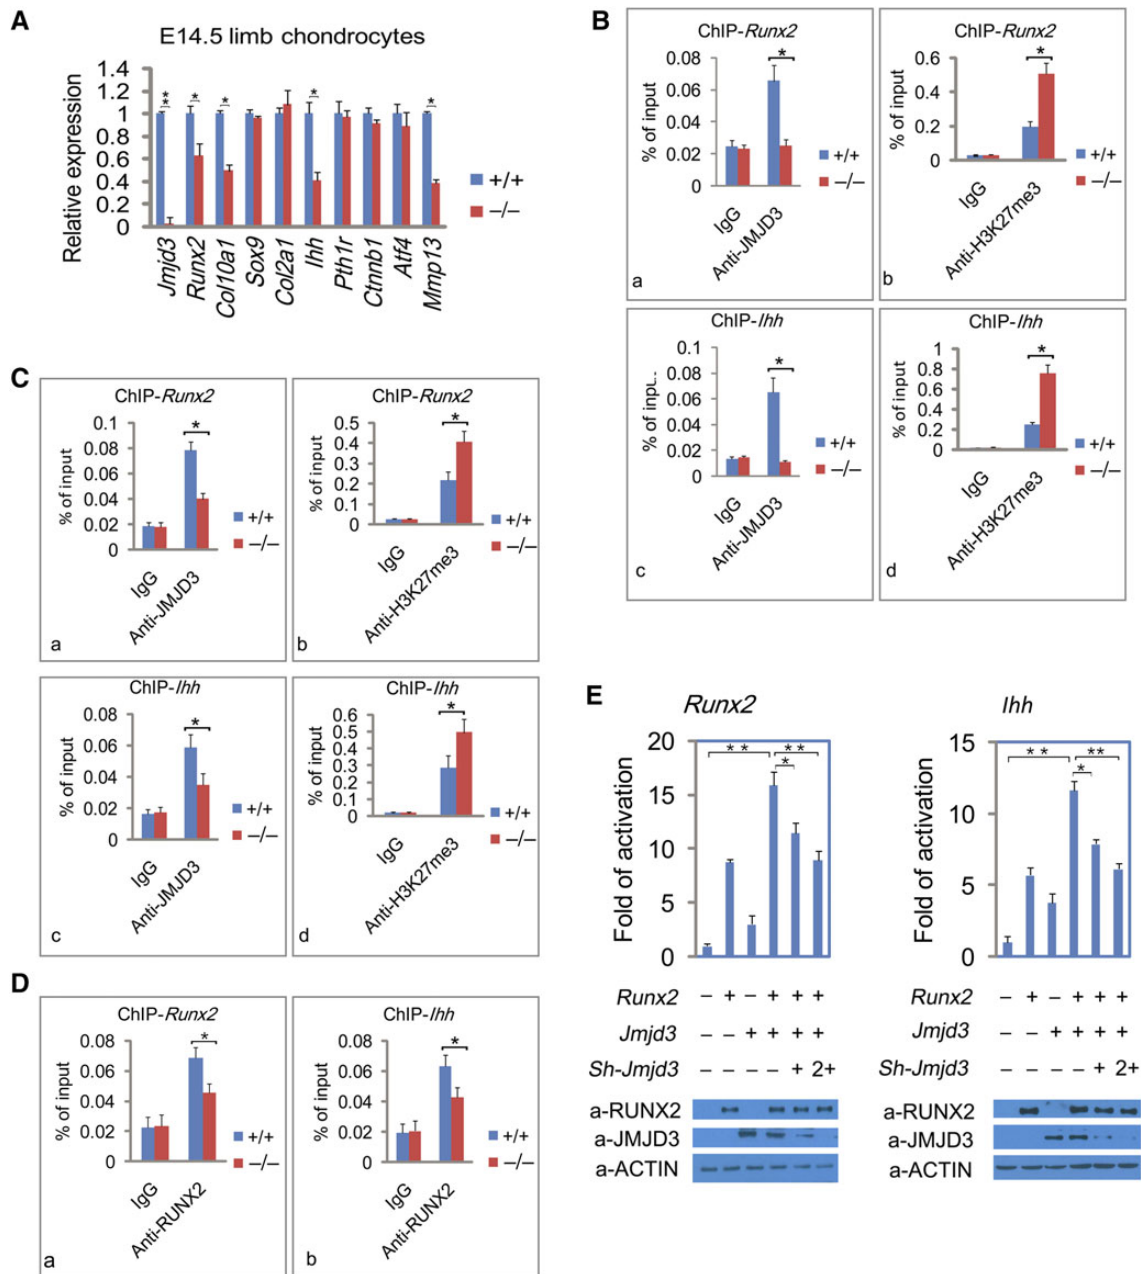 A
E14.5 limb chondrocytes
Relative expression
1.4
1.2
1
0.8
0.6
0.4
0.2
0
** * * * *
Jmjd3 Runx2 Col10a1 Sox9 Col2a1 Ihh Pth1r Ctnnb1 Atf4 Mmp13
+/+
−/−
B
ChIP-Runx2
% of input
0.08
0.06
0.04
0.02
0
*
IgG
Anti-JMJD3
+/+
−/−
a
ChIP-Runx2
% of input
0.6
0.4
0.2
0
*
IgG
Anti-H3K27me3
+/+
−/−
b
ChIP-Ihh
% of input
0.1
0.08
0.06
0.04
0.02
0
*
IgG
Anti-JMJD3
+/+
−/−
c
ChIP-Ihh
% of input
1
0.8
0.6
0.4
0.2
0
*
IgG
Anti-H3K27me3
+/+
−/−
d
C
ChIP-Runx2
% of input
0.1
0.08
0.06
0.04
0.02
0
*
IgG
Anti-JMJD3
+/+
−/−
a
ChIP-Runx2
% of input
0.5
0.4
0.3
0.2
0.1
0
*
IgG
Anti-H3K27me3
+/+
−/−
b
ChIP-Ihh
% of input
0.08
0.06
0.04
0.02
0
*
IgG
Anti-JMJD3
+/+
−/−
c
ChIP-Ihh
% of input
0.6
0.5
0.4
0.3
0.2
0.1
0
*
IgG
Anti-H3K27me3
+/+
−/−
d
D
ChIP-Runx2
% of input
0.08
0.06
0.04
0.02
0
*
IgG
Anti-RUNX2
+/+
−/−
a
ChIP-Ihh
% of input
0.08
0.06
0.04
0.02
0
*
IgG
Anti-RUNX2
+/+
−/−
b
E
Runx2
Fold of activation
20
15
10
5
0
** **
*
Runx2 − + − + + +
Jmjd3 − − + + + +
Sh-Jmjd3 + 2+
a-RUNX2
a-JMJD3
a-ACTIN
Ihh
Fold of activation
15
10
5
0
** **
*
Runx2 − + − + + +
Jmjd3 − − + + + +
Sh-Jmjd3 + 2+
a-RUNX2
a-JMJD3
a-ACTIN